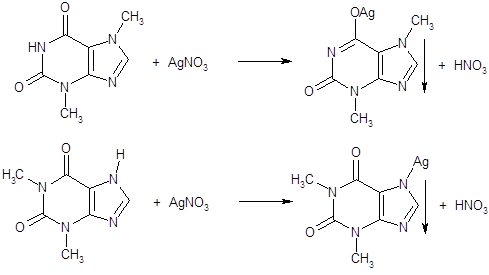 O CH₃ OAg CH₃
HN N N N
+ AgNO₃ + HNO₃
O N N O N N
CH₃ CH₃
O H O Ag
H₃C N N H₃C N N
+ AgNO₃ + HNO₃
O N N O N N
CH₃ CH₃